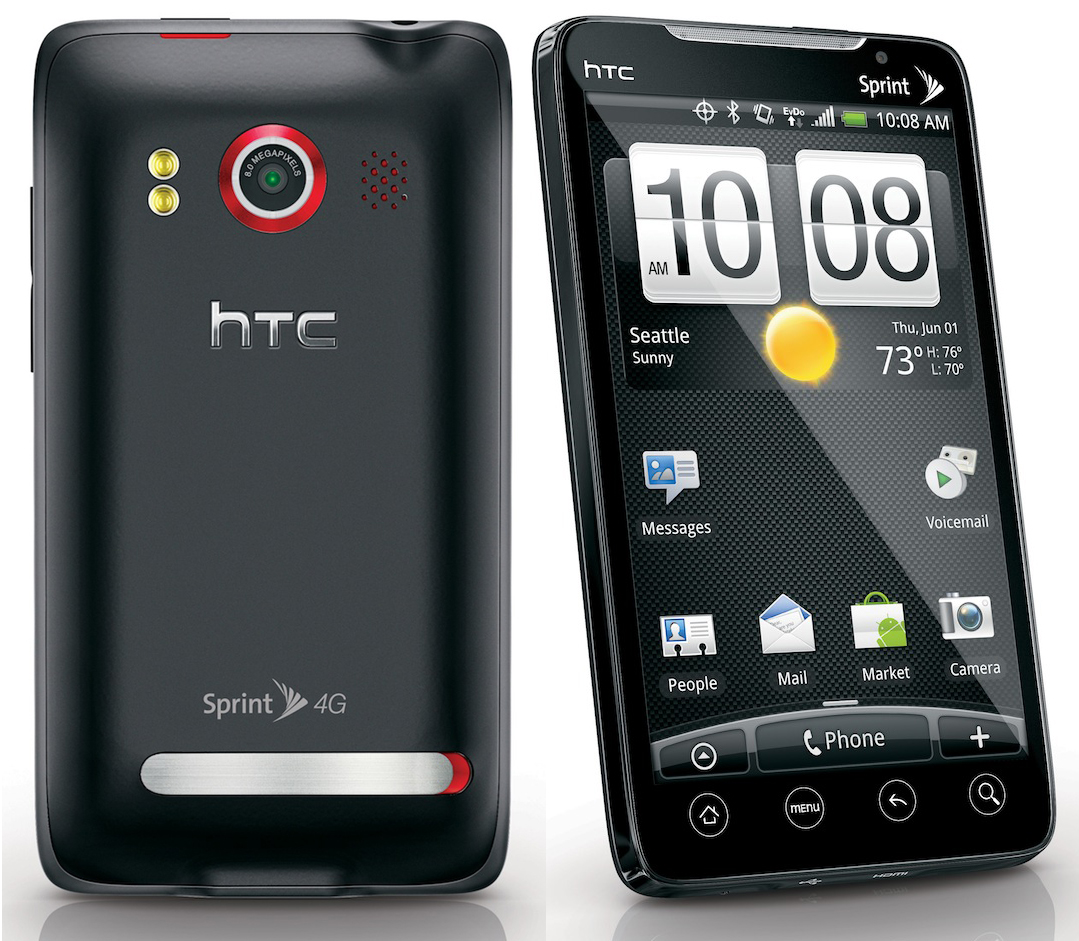 8.0 MEGAPIXELS
hTC
Sprint 4G
hTC
Sprint
EvDo 10:08 AM
10 08
AM
Seattle
Sunny
Thu, Jun 01
73° H: 76°
L: 70°
Messages
Voicemail
People
Mail
Market
Camera
Phone
menu
HDMI